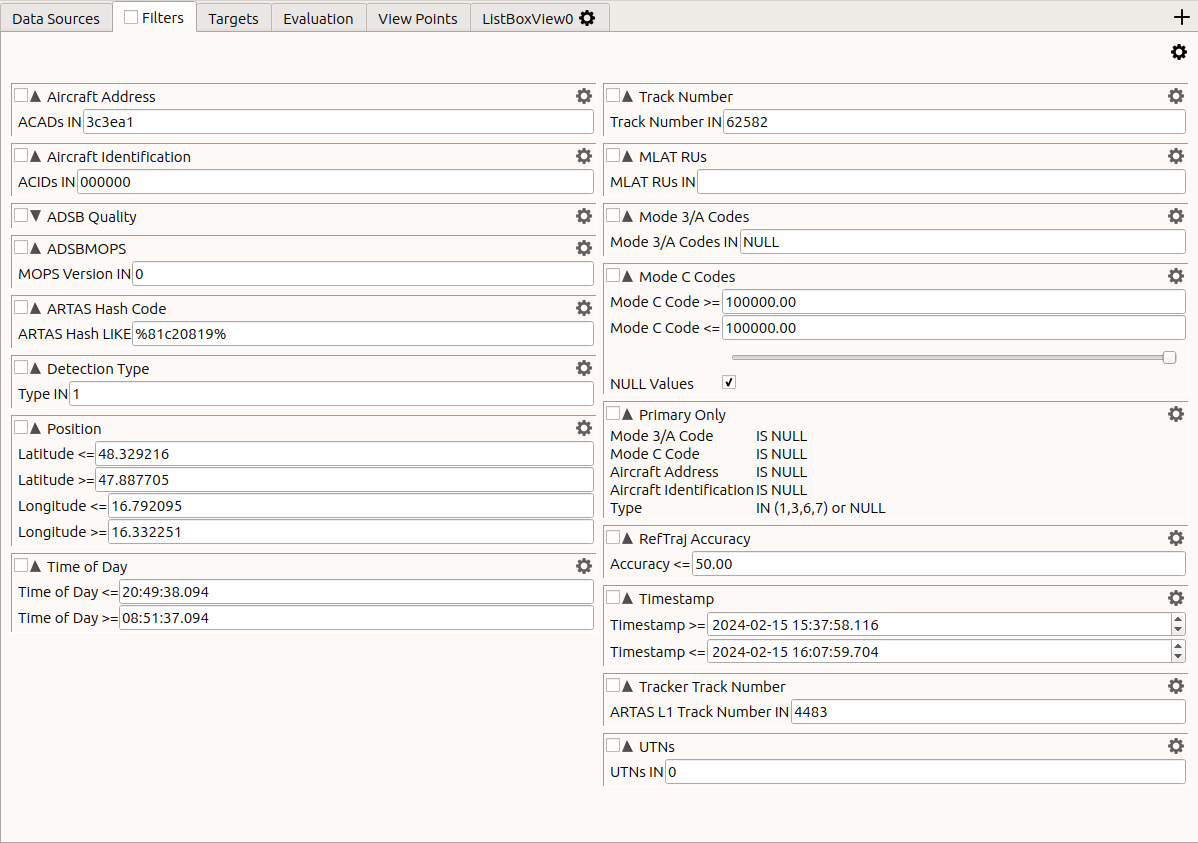 Data Sources Filters Targets Evaluation View Points ListBoxView0
Aircraft Address
ACADs IN 3c3ea1
Aircraft Identification
ACIDs IN 000000
ADSB Quality
ADSBMOPS
MOPS Version IN 0
ARTAS Hash Code
ARTAS Hash LIKE %81c20819%
Detection Type
Type IN 1
Position
Latitude <= 48.329216
Latitude >= 47.887705
Longitude <= 16.792095
Longitude >= 16.332251
Time of Day
Time of Day <= 20:49:38.094
Time of Day >= 08:51:37.094
Track Number
Track Number IN 62582
MLAT RUs
MLAT RUs IN
Mode 3/A Codes
Mode 3/A Codes IN NULL
Mode C Codes
Mode C Code >= 100000.00
Mode C Code <= 100000.00
NULL Values
Primary Only
Mode 3/A Code IS NULL
Mode C Code IS NULL
Aircraft Address IS NULL
Aircraft Identification IS NULL
Type IN (1,3,6,7) or NULL
RefTraj Accuracy
Accuracy <= 50.00
Timestamp
Timestamp >= 2024-02-15 15:37:58.116
Timestamp <= 2024-02-15 16:07:59.704
Tracker Track Number
ARTAS L1 Track Number IN 4483
UTNs
UTNs IN 0